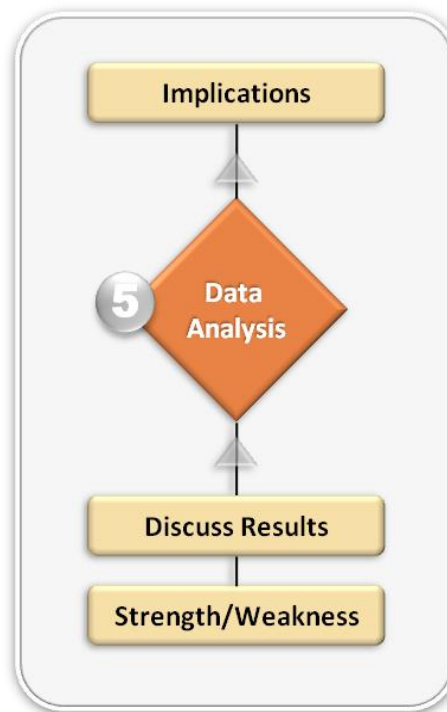 Implications
5
Data
Analysis
Discuss Results
Strength/Weakness